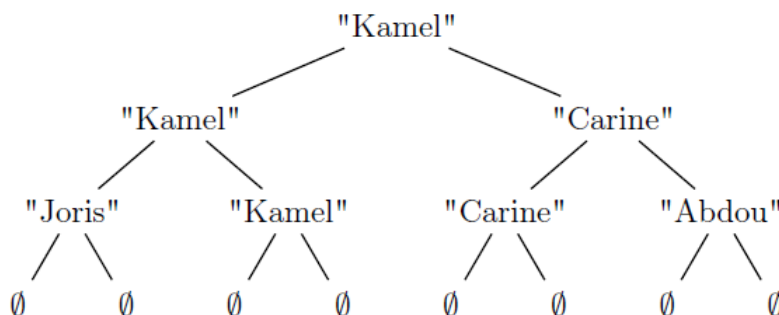 "Kamel"
"Kamel" "Carine"
"Joris" "Kamel" "Carine" "Abdou"
∅ ∅ ∅ ∅ ∅ ∅ ∅ ∅